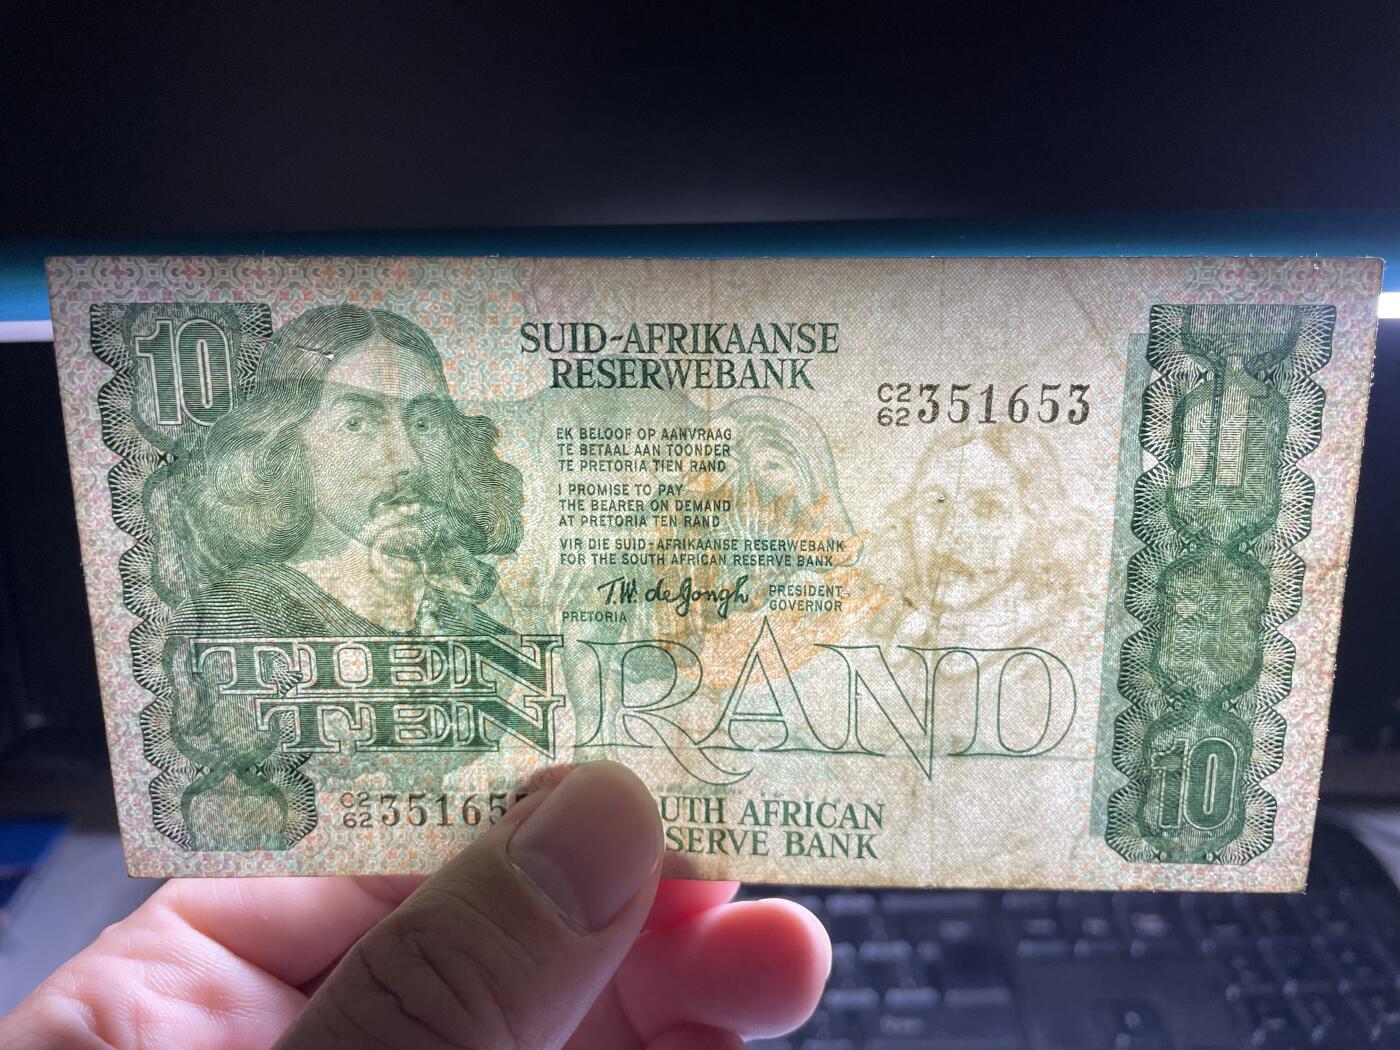 10
SUID-AFRIKAANSE
RESERWEBANK
C2
62 351653
EK BELOOF OP AANVRAAG
TE BETAAL AAN TOONDER
TE PRETORIA TIEN RAND
I PROMISE TO PAY
THE BEARER ON DEMAND
AT PRETORIA TEN RAND
VIR DIE SUID-AFRIKAANSE RESERWEBANK
FOR THE SOUTH AFRICAN RESERVE BANK
T.W. de Jongh PRESIDENT-
GOVERNOR
PRETORIA
TIEN
TEN RAND
10
C2
62 35165
UTH AFRICAN
SERVE BANK